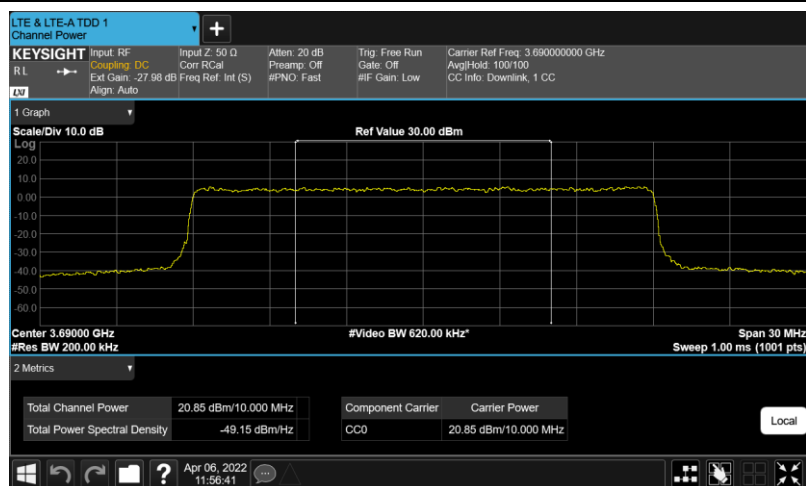 LTE & LTE-A TDD 1
Channel Power
KEYSIGHT
RL
LXI
Input: RF
Coupling: DC
Ext Gain: -27.98 dB
Align: Auto
Input Z: 50 Ω
Corr RCal
Freq Ref: Int (S)
Atten: 20 dB
Preamp: Off
#PNO: Fast
Trig: Free Run
Gate: Off
#IF Gain: Low
Carrier Ref Freq: 3.690000000 GHz
Avg|Hold: 100/100
CC Info: Downlink, 1 CC
1 Graph
Scale/Div 10.0 dB
Ref Value 30.00 dBm
Log
20.0
10.0
0.00
-10.0
-20.0
-30.0
-40.0
-50.0
-60.0
Center 3.69000 GHz
#Video BW 620.00 kHz*
Span 30 MHz
#Res BW 200.00 kHz
Sweep 1.00 ms (1001 pts)
2 Metrics
Total Channel Power 20.85 dBm/10.000 MHz
Total Power Spectral Density -49.15 dBm/Hz
Component Carrier Carrier Power
CC0 20.85 dBm/10.000 MHz
Local
?
Apr 06, 2022
11:56:41